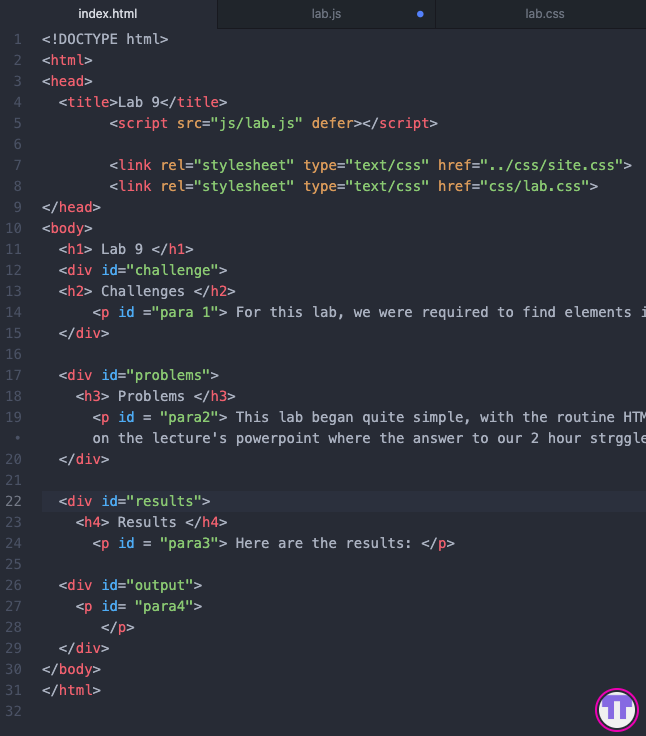 index.html lab.js lab.css
1 <!DOCTYPE html>
2 <html>
3 <head>
4 <title>Lab 9</title>
5 <script src="js/lab.js" defer></script>
6
7 <link rel="stylesheet" type="text/css" href="../css/site.css">
8 <link rel="stylesheet" type="text/css" href="css/lab.css">
9 </head>
10 <body>
11 <h1> Lab 9 </h1>
12 <div id="challenge">
13 <h2> Challenges </h2>
14 <p id ="para 1"> For this lab, we were required to find elements i
15 </div>
16
17 <div id="problems">
18 <h3> Problems </h3>
19 <p id = "para2"> This lab began quite simple, with the routine HTM
• on the lecture's powerpoint where the answer to our 2 hour strggle
20 </div>
21
22 <div id="results">
23 <h4> Results </h4>
24 <p id = "para3"> Here are the results: </p>
25
26 <div id="output">
27 <p id= "para4">
28 </p>
29 </div>
30 </body>
31 </html>
32